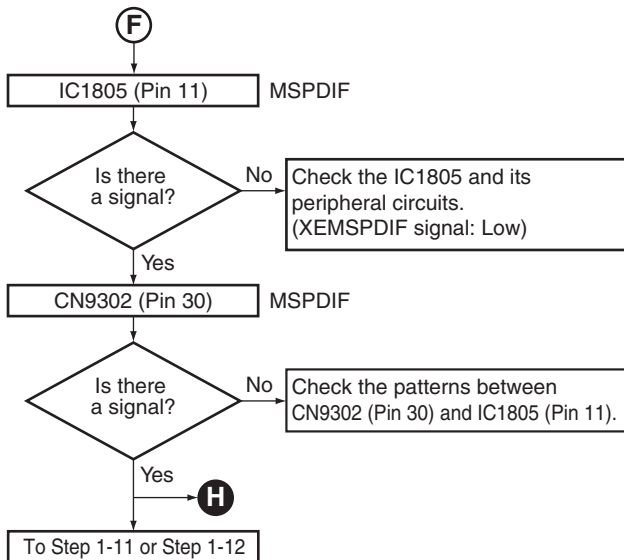 F
IC1805 (Pin 11)
MSPDIF
Is there
a signal?
No
Check the IC1805 and its
peripheral circuits.
(XEMSPDIF signal: Low)
Yes
CN9302 (Pin 30)
MSPDIF
Is there
a signal?
No
Check the patterns between
CN9302 (Pin 30) and IC1805 (Pin 11).
Yes
H
To Step 1-11 or Step 1-12